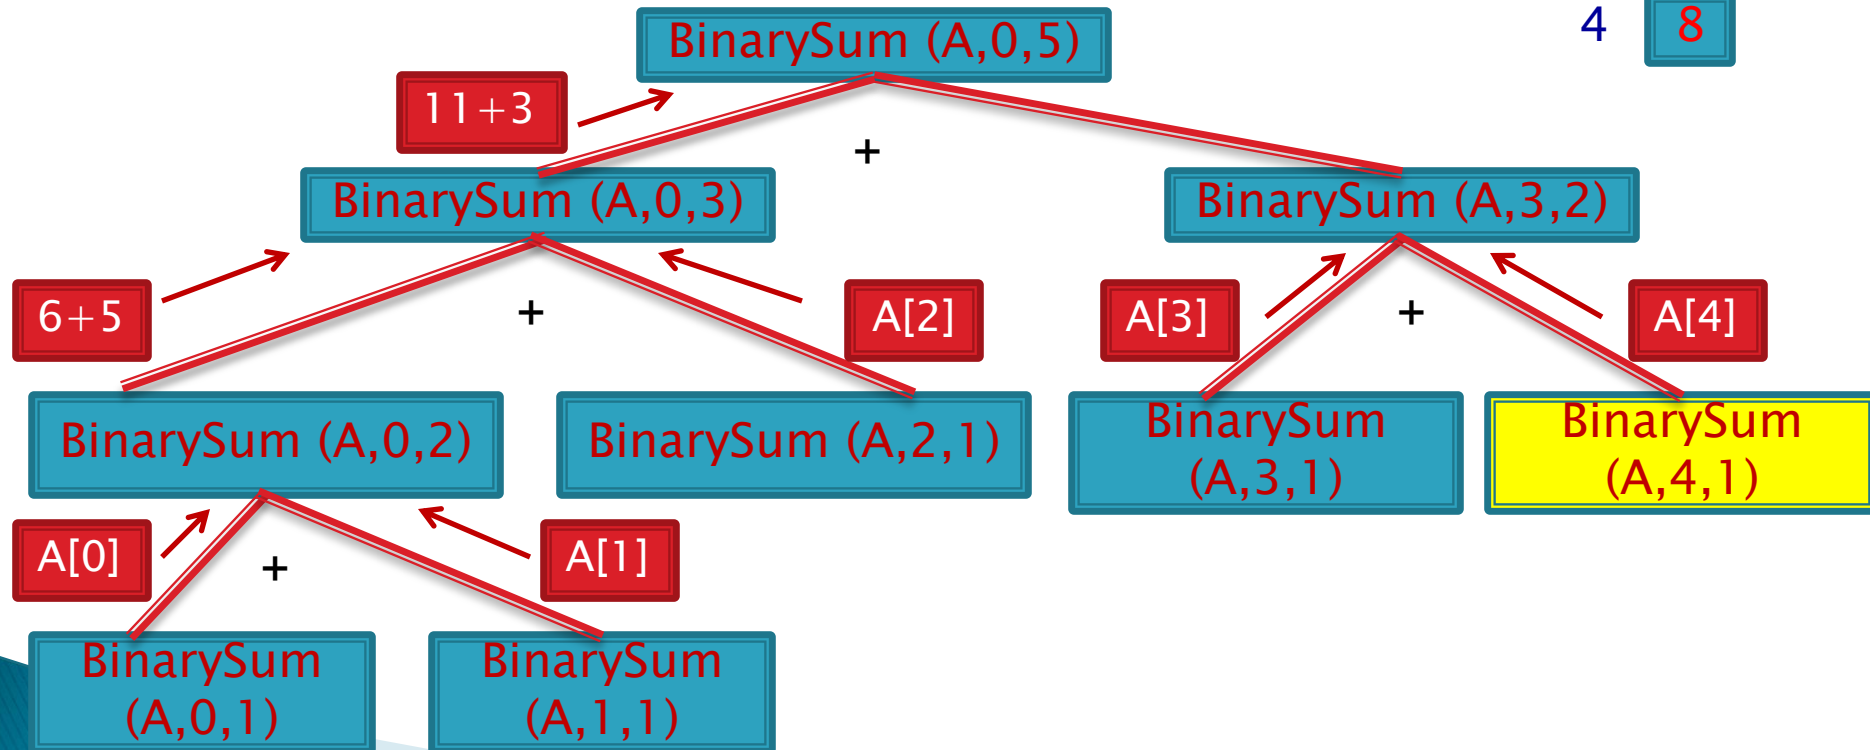 BinarySum (A,0,5)
4
8
11+3
+
BinarySum (A,0,3)
BinarySum (A,3,2)
6+5
+
A[2]
A[3]
+
A[4]
BinarySum (A,0,2)
BinarySum (A,2,1)
BinarySum
(A,3,1)
BinarySum
(A,4,1)
A[0]
+
A[1]
BinarySum
(A,0,1)
BinarySum
(A,1,1)